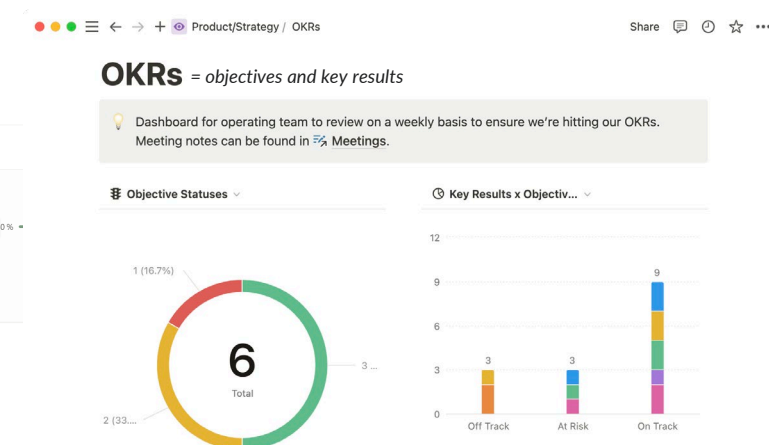 Product/Strategy / OKRs
Share
OKRs = objectives and key results
Dashboard for operating team to review on a weekly basis to ensure we're hitting our OKRs.
Meeting notes can be found in Meetings.
Objective Statuses
Key Results x Objectiv...
12
9
6
3
0
1 (16.7%)
6
Total
3 ...
2 (33....
3
3
9
Off Track
At Risk
On Track
0%